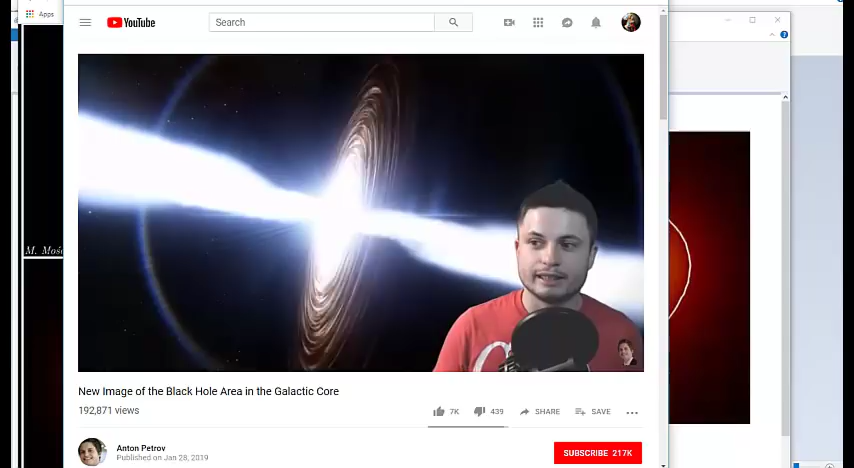 Apps
YouTube
Search
M. Moś
New Image of the Black Hole Area in the Galactic Core
192,871 views
7K
439
SHARE
SAVE
Anton Petrov
Published on Jan 28, 2019
SUBSCRIBE 217K